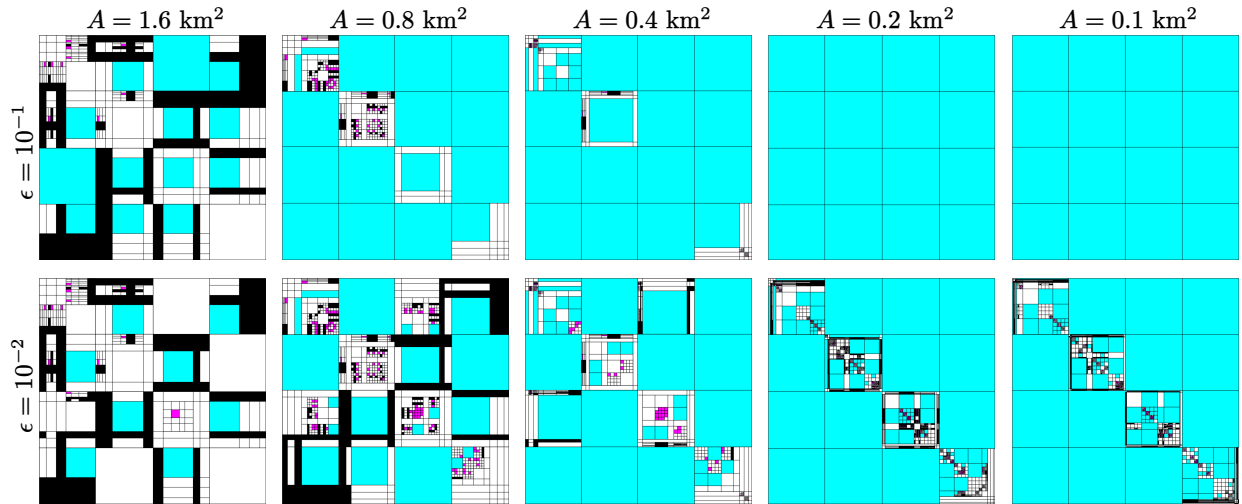 A = 1.6 km²
A = 0.8 km²
A = 0.4 km²
A = 0.2 km²
A = 0.1 km²
ϵ = 10⁻¹
ϵ = 10⁻²